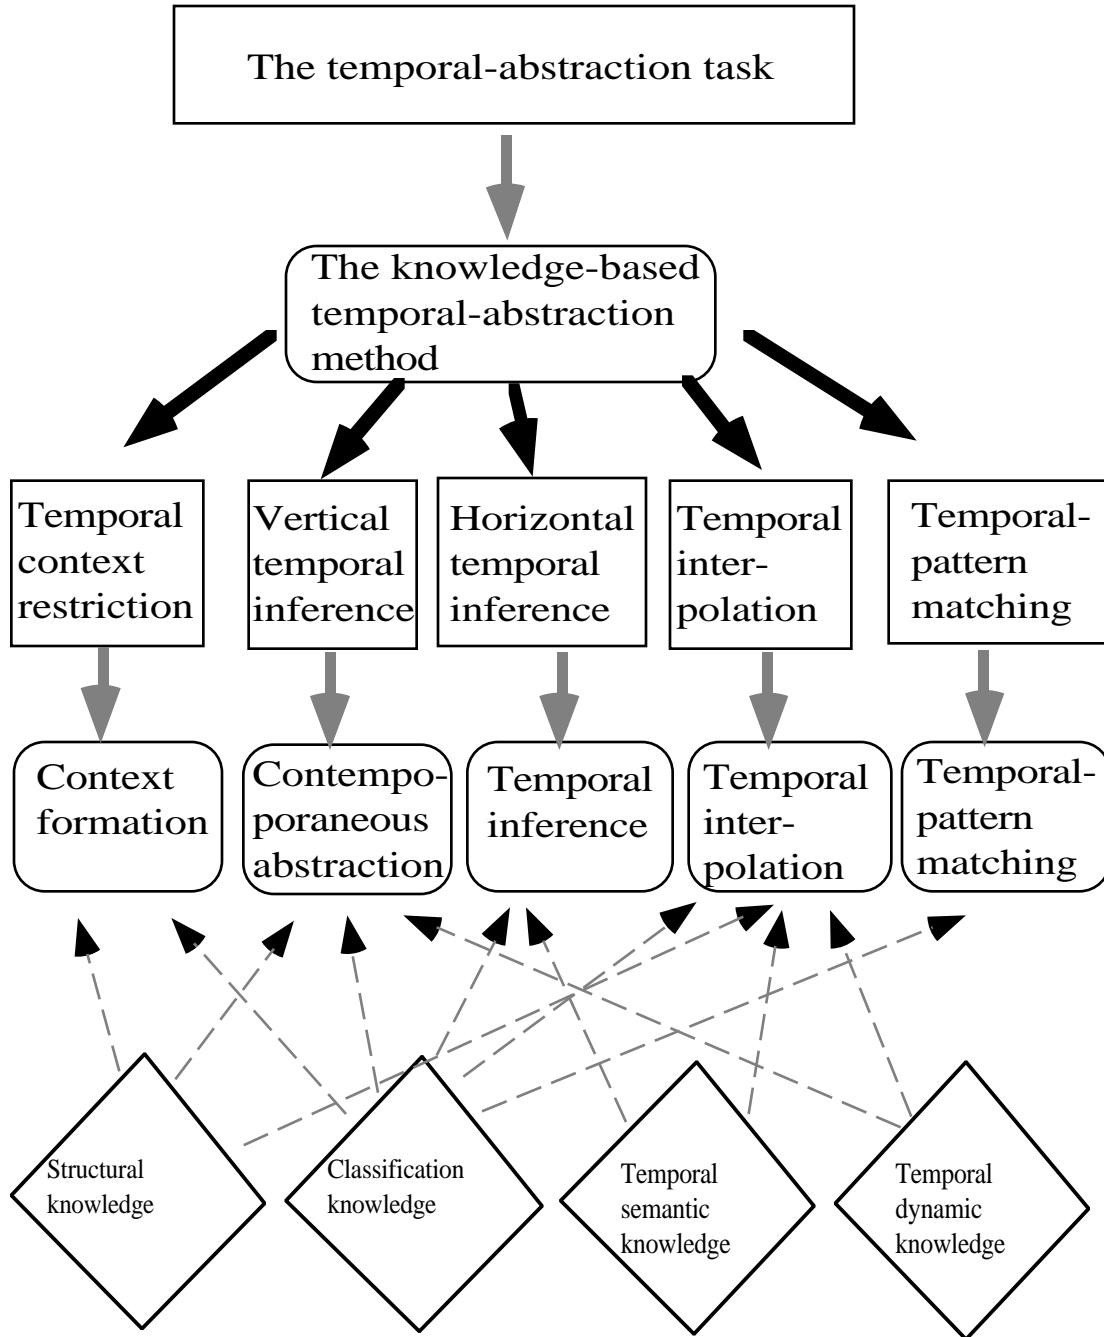 The temporal-abstraction task
The knowledge-based
temporal-abstraction
method
Temporal
context
restriction
Vertical
temporal
inference
Horizontal
temporal
inference
Temporal
inter-
polation
Temporal-
pattern
matching
Context
formation
Contempo-
poraneous
abstraction
Temporal
inference
Temporal
inter-
polation
Temporal-
pattern
matching
Structural
knowledge
Classification
knowledge
Temporal
semantic
knowledge
Temporal
dynamic
knowledge